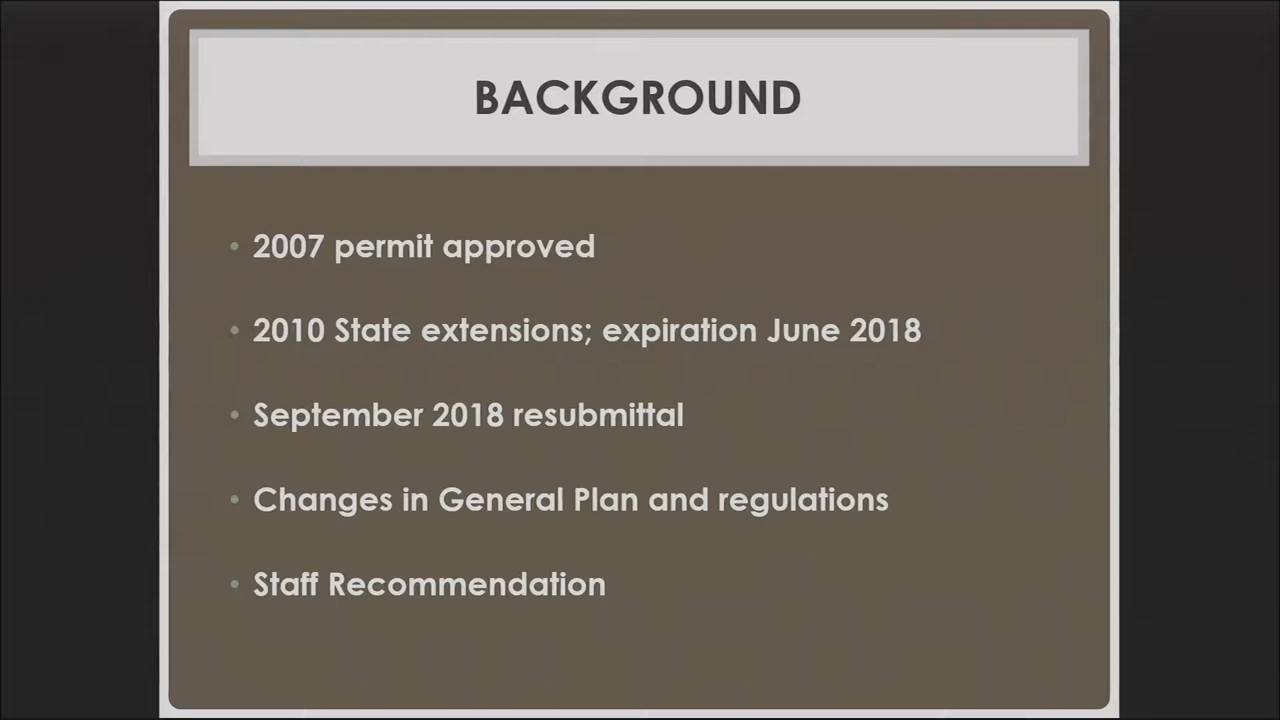 BACKGROUND
• 2007 permit approved
• 2010 State extensions; expiration June 2018
• September 2018 resubmittal
• Changes in General Plan and regulations
• Staff Recommendation